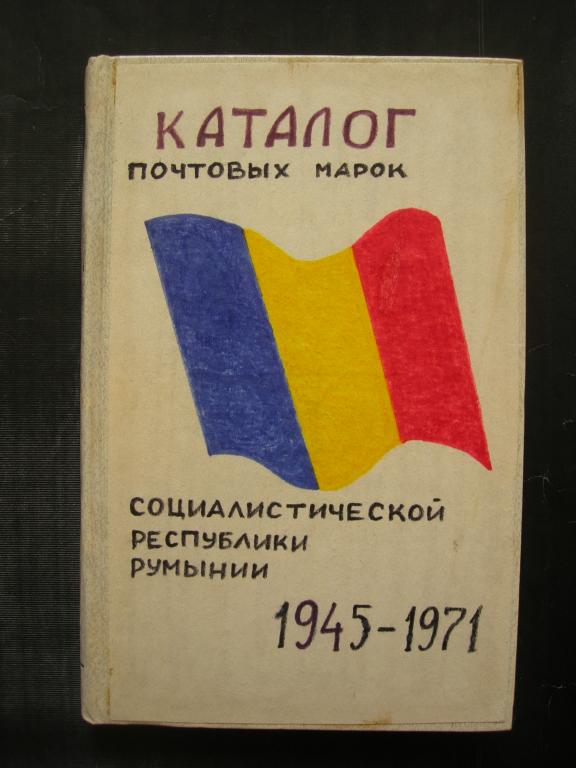 КАТАЛОГ
ПОЧТОВЫХ МАРОК
СОЦИАЛИСТИЧЕСКОЙ
РЕСПУБЛИКИ
РУМЫНИИ
1945-1971